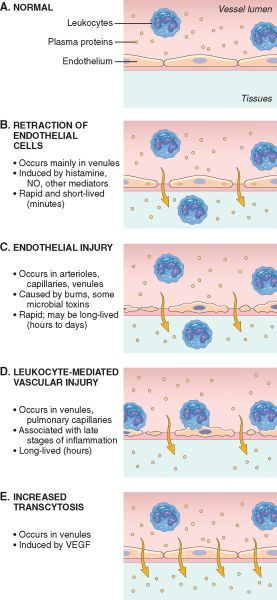 A. NORMAL
Vessel lumen
Leukocytes
Plasma proteins
Endothelium
Tissues
B. RETRACTION OF
ENDOTHELIAL
CELLS
• Occurs mainly in venules
• Induced by histamine,
NO, other mediators
• Rapid and short-lived
(minutes)
C. ENDOTHELIAL INJURY
• Occurs in arterioles,
capillaries, venules
• Caused by burns, some
microbial toxins
• Rapid; may be long-lived
(hours to days)
D. LEUKOCYTE-MEDIATED
VASCULAR INJURY
• Occurs in venules,
pulmonary capillaries
• Associated with late
stages of inflammation
• Long-lived (hours)
E. INCREASED
TRANSCYTOSIS
• Occurs in venules
• Induced by VEGF